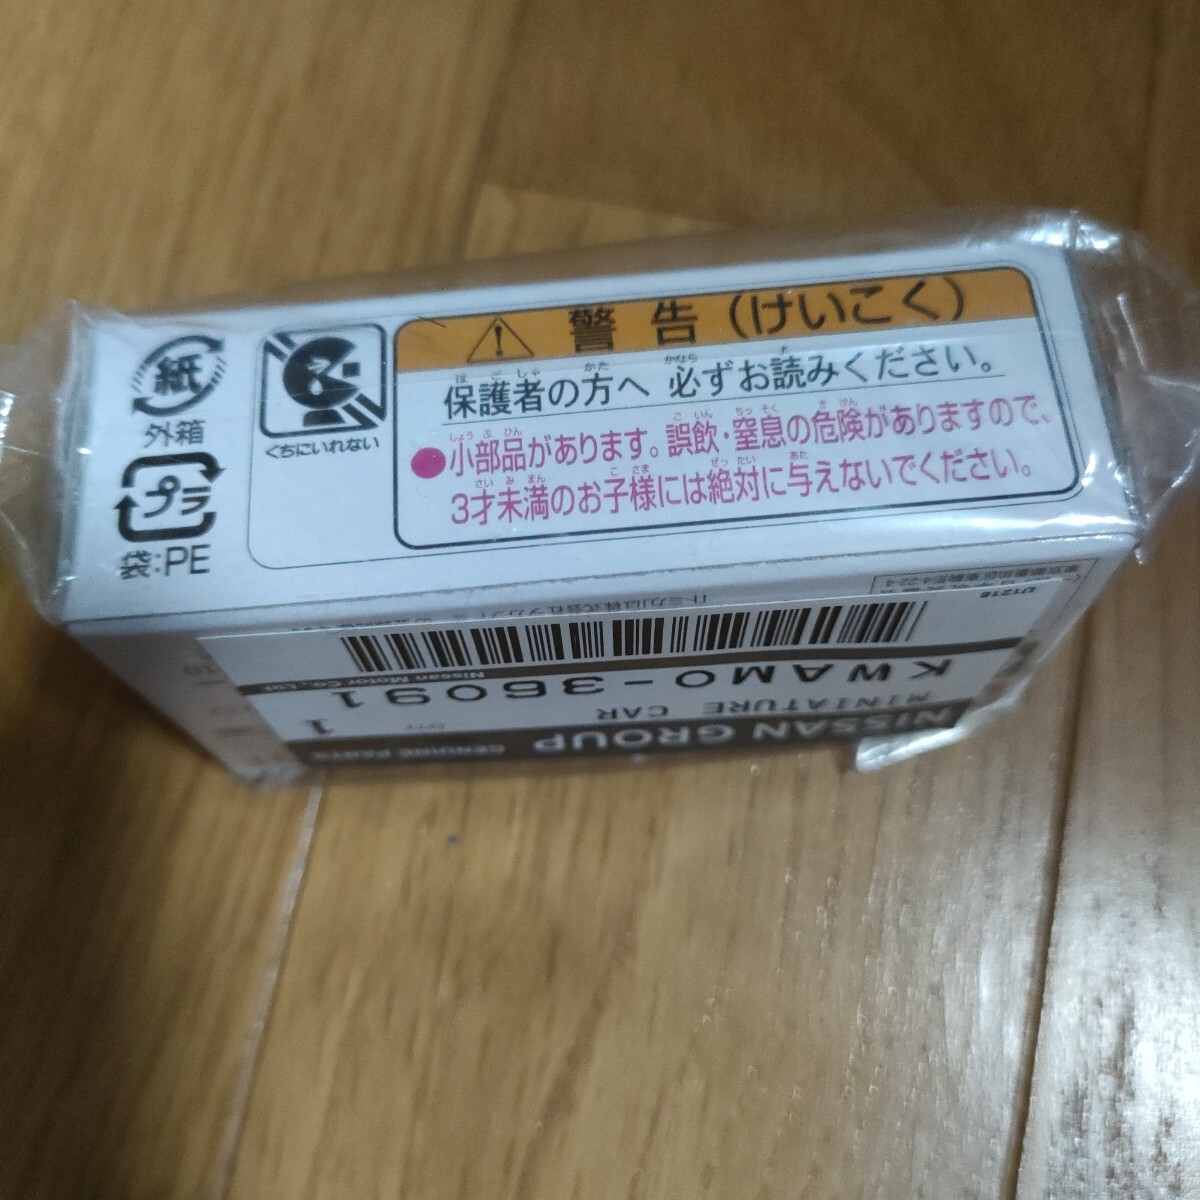 紙
外箱
プラ
袋:PE
くちにいれない
警告(けいこく)
保護者の方へ 必ずお読みください。
●小部品があります。誤飲・窒息の危険がありますので、
3才未満のお子様には絶対に与えないでください。
NISSAN GROUP GENUINE PARTS
MINIATURE CAR QTY 1
KWAM0-36091
Nissan Motor Co., Ltd.
U1218